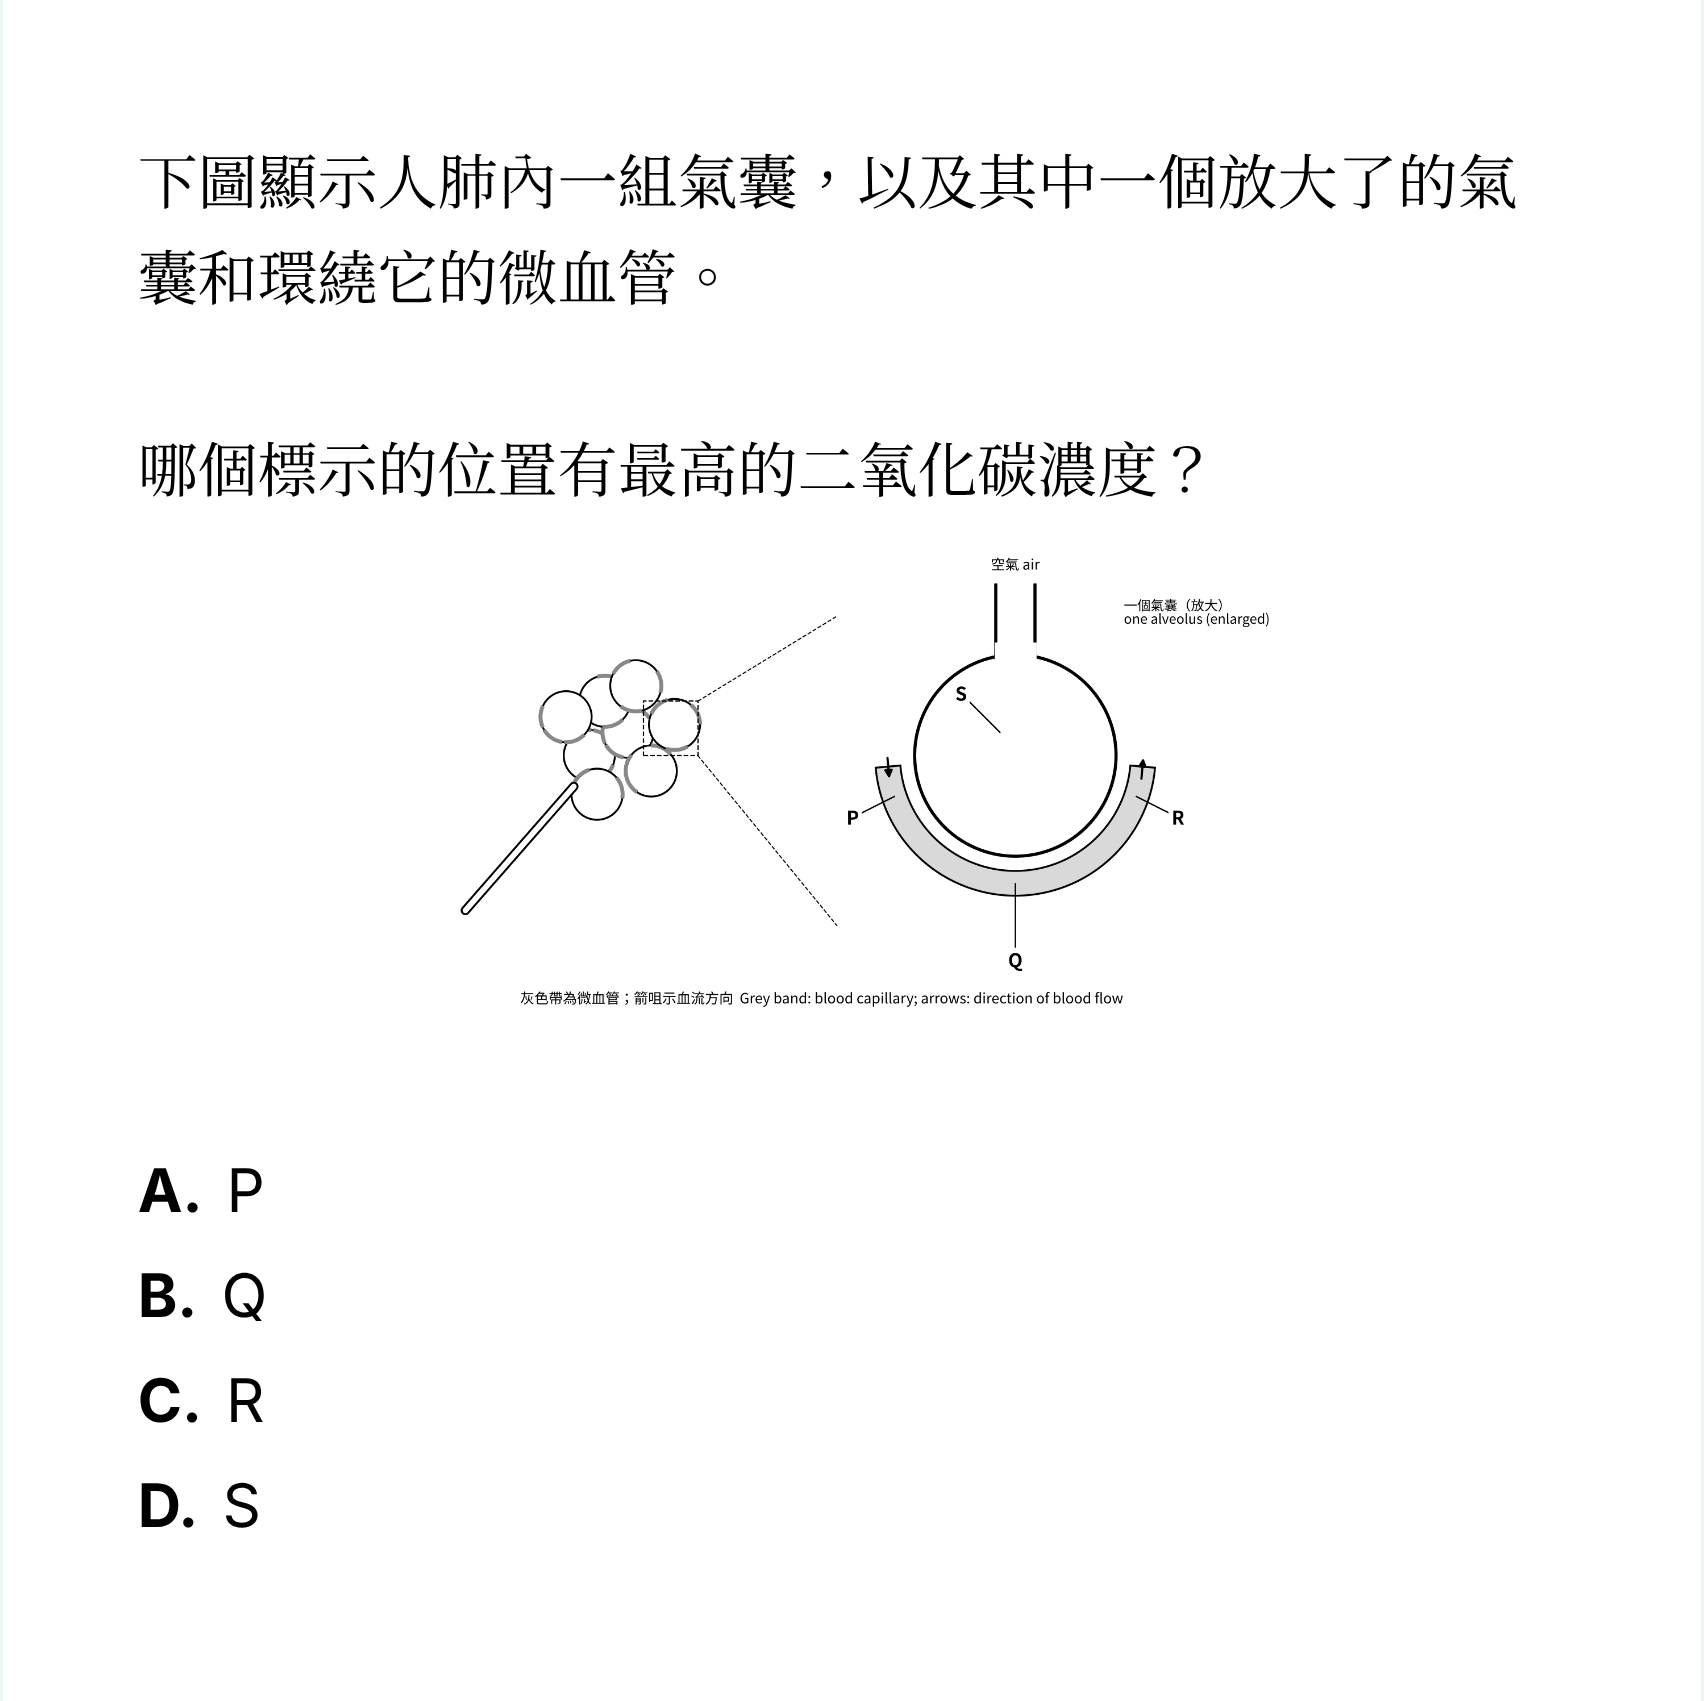 下圖顯示人肺內一組氣囊，以及其中一個放大了的氣
囊和環繞它的微血管。
哪個標示的位置有最高的二氧化碳濃度？
空氣 air
一個氣囊（放大）
one alveolus (enlarged)
S
P
R
Q
灰色帶為微血管；箭咀示血流方向 Grey band: blood capillary; arrows: direction of blood flow
A. P
B. Q
C. R
D. S